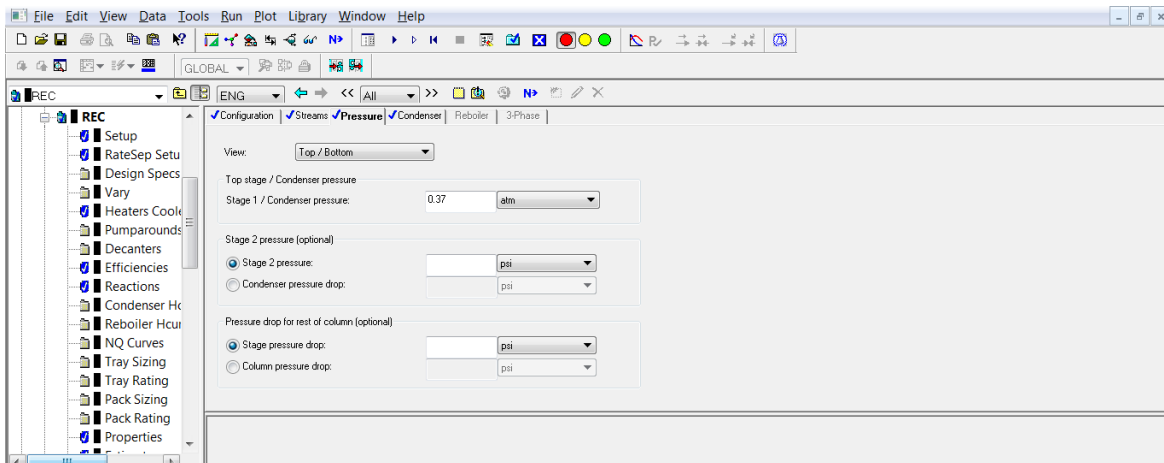 File Edit View Data Tools Run Plot Library Window Help
N>
GLOBAL
REC ENG << All >> N>
REC
Configuration Streams Pressure Condenser Reboiler 3-Phase
Setup
RateSep Setu
View: Top / Bottom
Design Specs
Top stage / Condenser pressure
Vary
Stage 1 / Condenser pressure: 0.37 atm
Heaters Coole
Pumparounds
Decanters
Stage 2 pressure (optional)
Efficiencies
Stage 2 pressure: psi
Reactions
Condenser pressure drop: psi
Condenser Hc
Reboiler Hcur
Pressure drop for rest of column (optional)
NQ Curves
Stage pressure drop: psi
Tray Sizing
Column pressure drop: psi
Tray Rating
Pack Sizing
Pack Rating
Properties